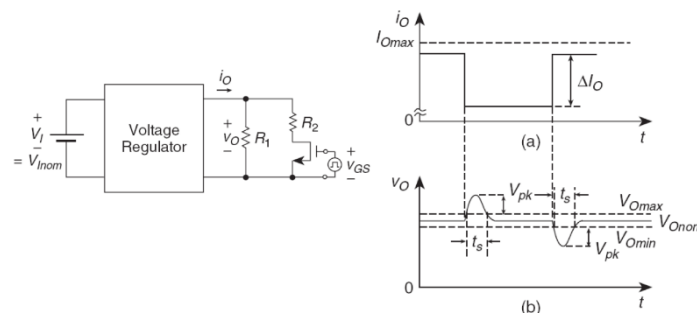 i_O
+
V_I
−
= V_Inom
Voltage
Regulator
+
v_O
−
R_1
R_2
+
v_GS
−
i_O
I_Omax
ΔI_O
0
t
(a)
v_O
V_pk
t_s
V_Omax
V_Onom
V_Omin
t_s
V_pk
0
t
(b)